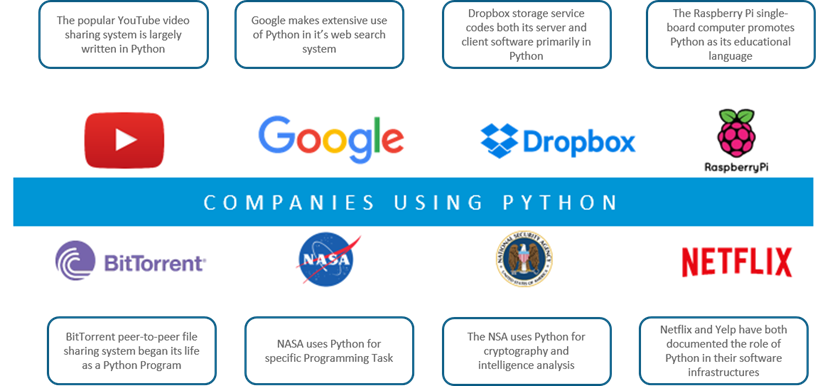 The popular YouTube video
sharing system is largely
written in Python
Google makes extensive use
of Python in it's web search
system
Dropbox storage service
codes both its server and
client software primarily in
Python
The Raspberry Pi single-
board computer promotes
Python as its educational
language
Google
Dropbox
RaspberryPi
COMPANIES USING PYTHON
BitTorrent®
NASA
NATIONAL SECURITY AGENCY
NETFLIX
BitTorrent peer-to-peer file
sharing system began its life
as a Python Program
NASA uses Python for
specific Programming Task
The NSA uses Python for
cryptography and
intelligence analysis
Netflix and Yelp have both
documented the role of
Python in their software
infrastructures